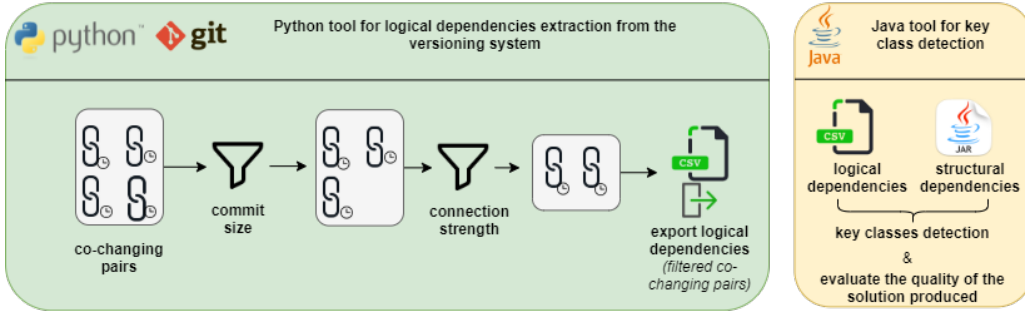 python™
git
Python tool for logical dependencies extraction from the
versioning system
co-changing
pairs
commit
size
connection
strength
CSV
export logical
dependencies
(filtered co-
changing pairs)
Java
Java tool for key
class detection
CSV
JAR
logical
dependencies
structural
dependencies
key classes detection
&
evaluate the quality of the
solution produced